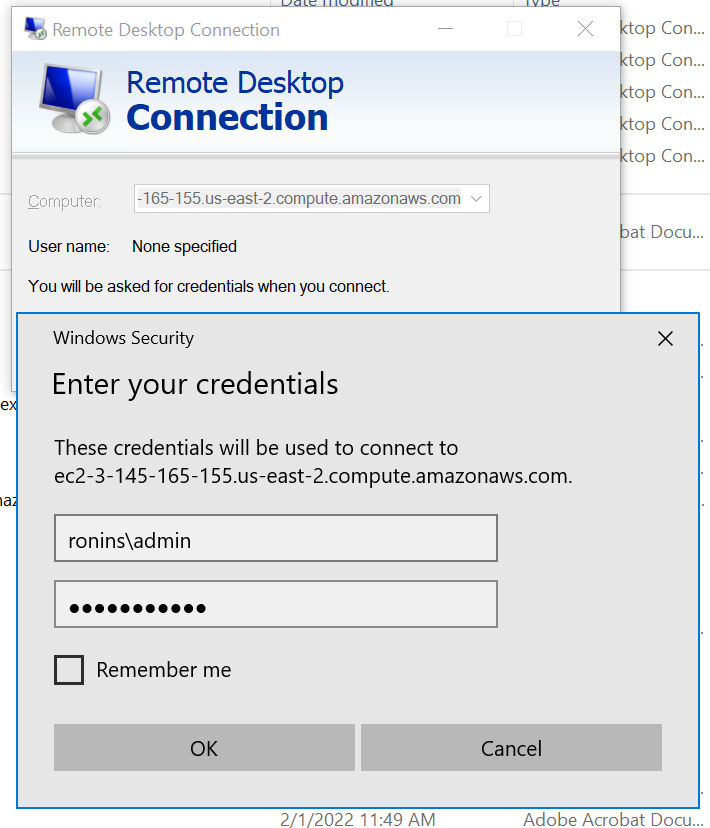 Date modified
Type
Remote Desktop Connection
ktop Con...
Remote Desktop
ktop Con...
Connection
ktop Con...
ktop Con...
ktop Con...
Computer:
-165-155.us-east-2.compute.amazonaws.com
bat Docu...
User name:
None specified
You will be asked for credentials when you connect.
Windows Security
Enter your credentials
ex
These credentials will be used to connect to
ec2-3-145-165-155.us-east-2.compute.amazonaws.com.
naz
ronins\admin
●●●●●●●●●●●
Remember me
OK
Cancel
2/1/2022 11:49 AM
Adobe Acrobat Docu...